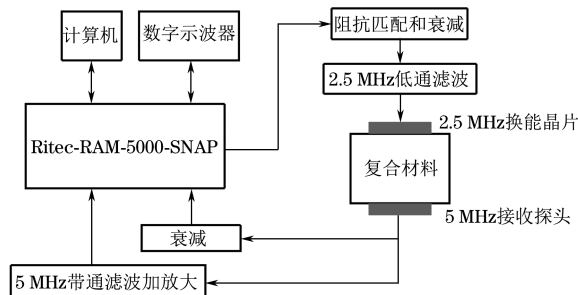 计算机
数字示波器
阻抗匹配和衰减
2.5 MHz低通滤波
2.5 MHz换能晶片
Ritec-RAM-5000-SNAP
复合材料
5 MHz接收探头
衰减
5 MHz带通滤波加放大